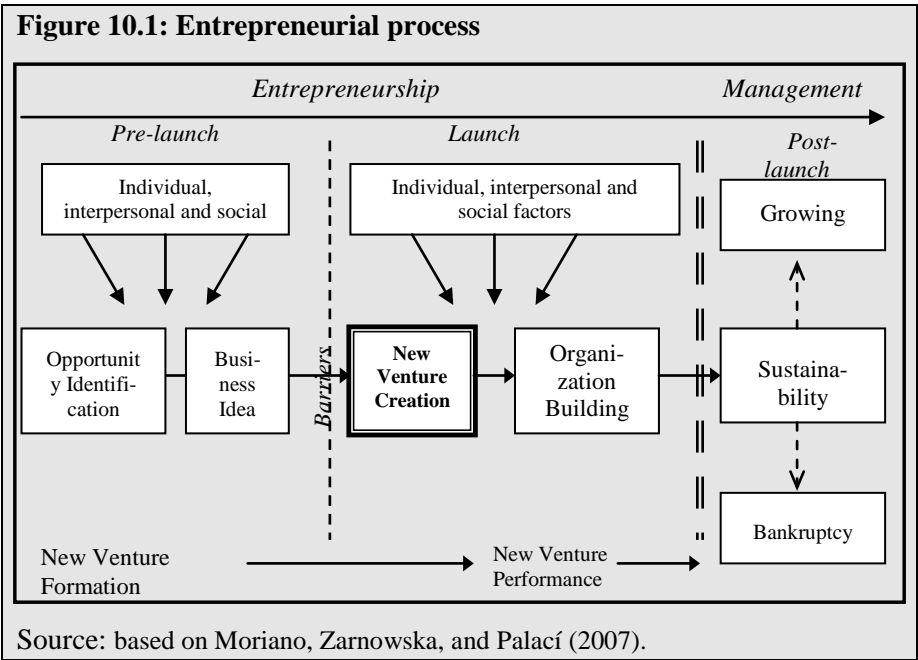 Figure 10.1: Entrepreneurial process
Entrepreneurship
Management
Pre-launch
Launch
Post-
launch
Individual,
interpersonal and social
Individual, interpersonal and
social factors
Growing
Opportunit
y Identifi-
cation
Busi-
ness
Idea
Barriers
New
Venture
Creation
Organi-
zation
Building
Sustaina-
bility
Bankruptcy
New Venture
Formation
New Venture
Performance
Source: based on Moriano, Zarnowska, and Palací (2007).